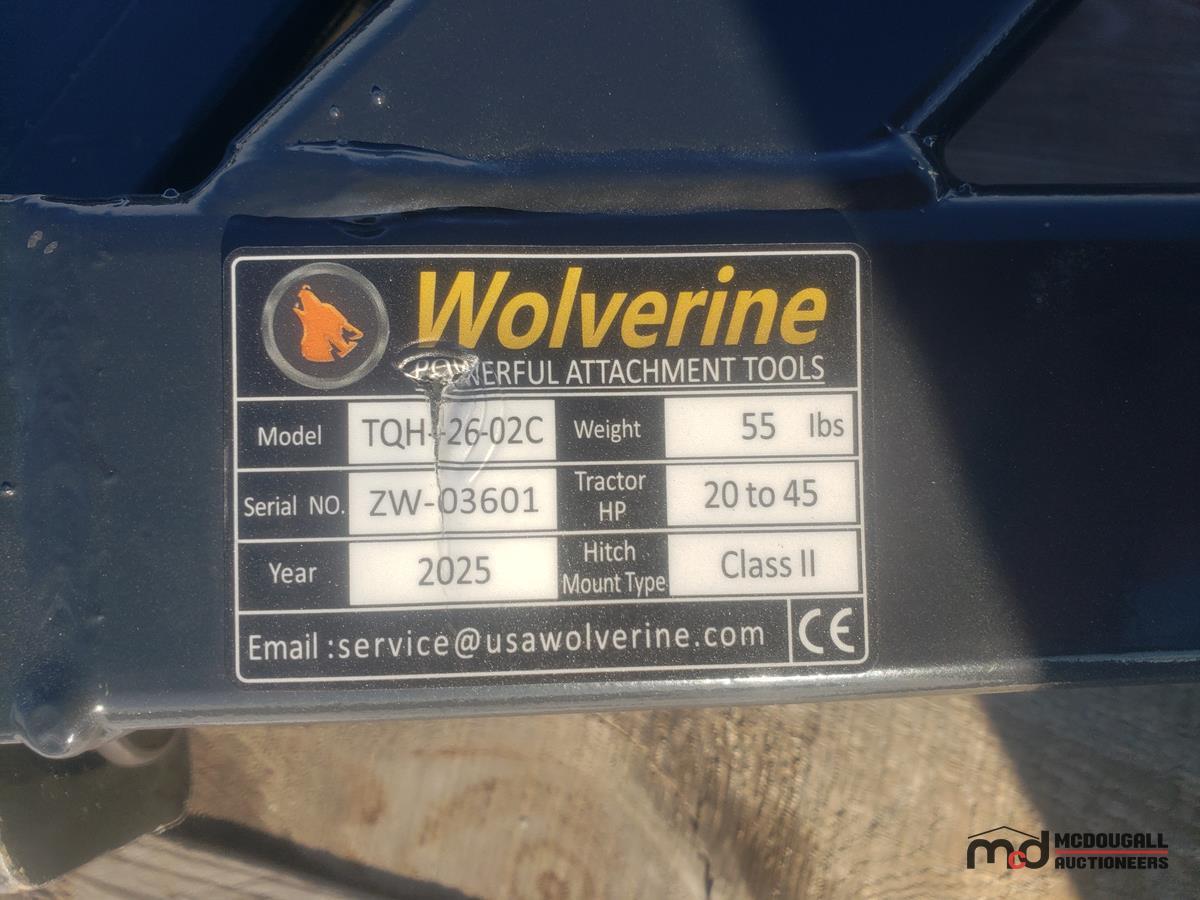 Wolverine
POWERFUL ATTACHMENT TOOLS
Model TQH-26-02C Weight 55 lbs
Serial NO. ZW-03601 Tractor HP 20 to 45
Year 2025 Hitch Mount Type Class II
Email :service@usawolverine.com CE
mcd MCDOUGALL
AUCTIONEERS